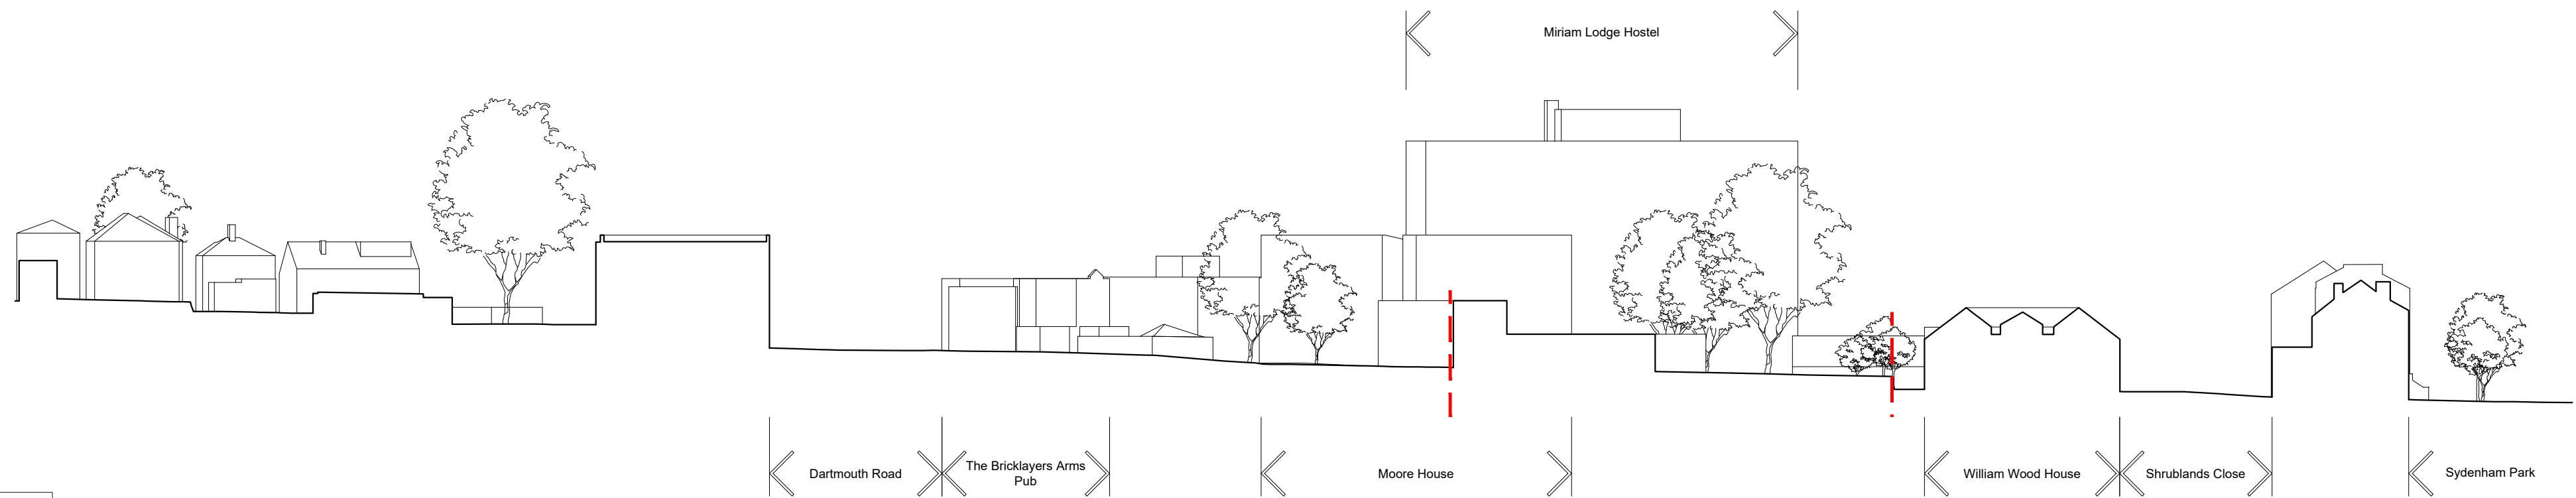 Miriam Lodge Hostel
Dartmouth Road
The Bricklayers Arms
Pub
Moore House
William Wood House
Shrublands Close
Sydenham Park